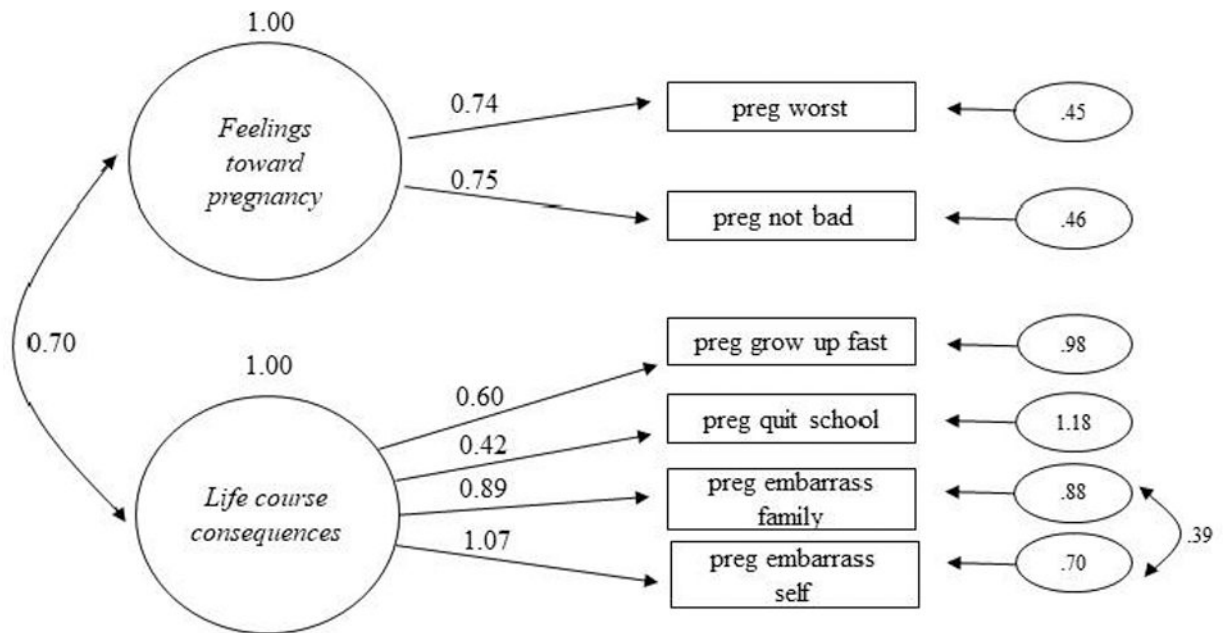 1.00
Feelings
toward
pregnancy
0.74
preg worst
.45
0.75
preg not bad
.46
0.70
1.00
Life course
consequences
0.60
preg grow up fast
.98
0.42
preg quit school
1.18
0.89
preg embarrass
family
.88
1.07
preg embarrass
self
.70
.39